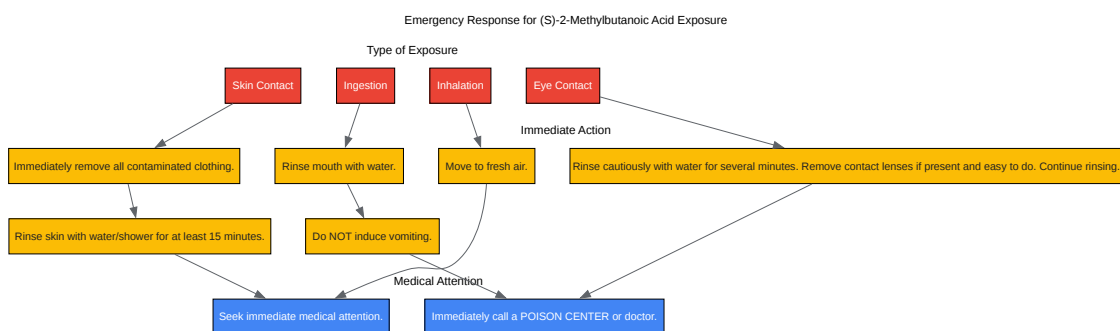 Emergency Response for (S)-2-Methylbutanoic Acid Exposure
Type of Exposure
Skin Contact
Ingestion
Inhalation
Eye Contact
Immediate Action
Immediately remove all contaminated clothing.
Rinse mouth with water.
Move to fresh air.
Rinse cautiously with water for several minutes. Remove contact lenses if present and easy to do. Continue rinsing.
Rinse skin with water/shower for at least 15 minutes.
Do NOT induce vomiting.
Medical Attention
Seek immediate medical attention.
Immediately call a POISON CENTER or doctor.